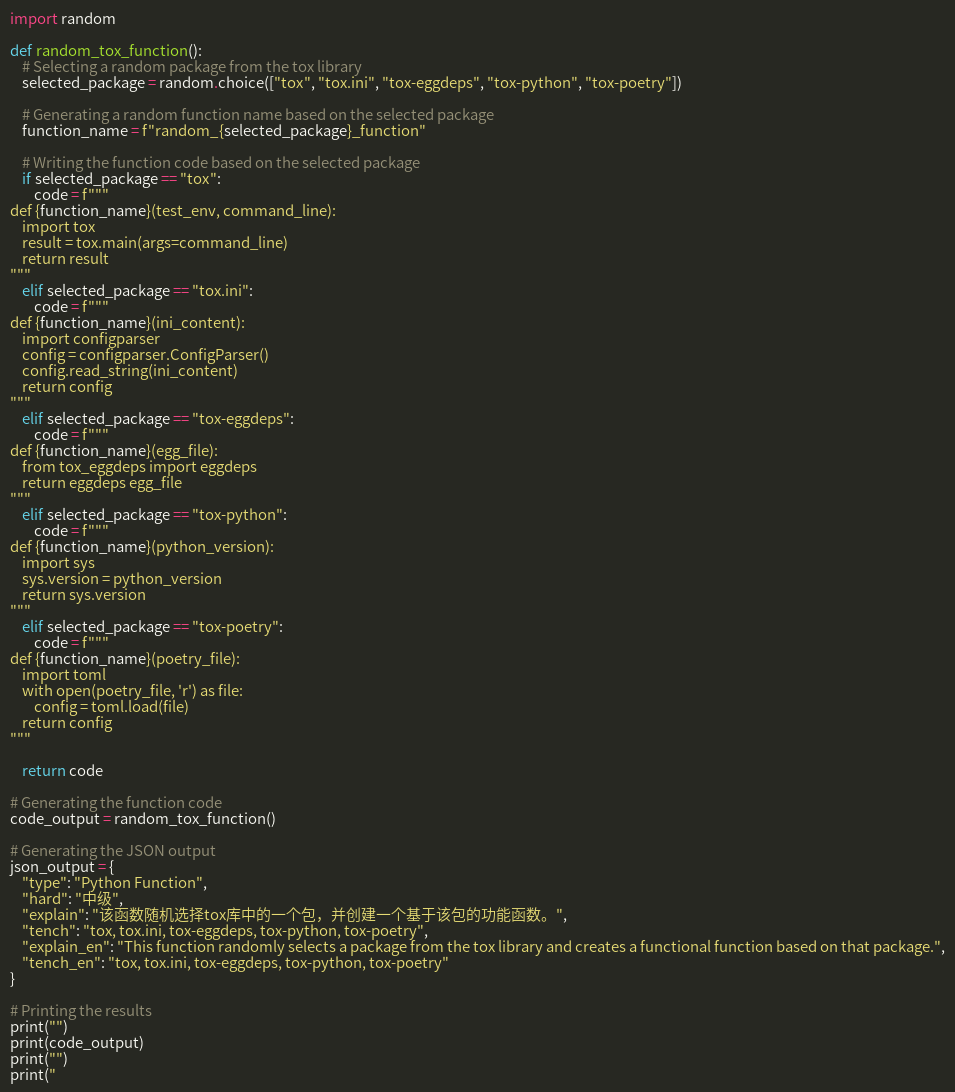 import random

def random_tox_function():
    # Selecting a random package from the tox library
    selected_package = random.choice(["tox", "tox.ini", "tox-eggdeps", "tox-python", "tox-poetry"])

    # Generating a random function name based on the selected package
    function_name = f"random_{selected_package}_function"

    # Writing the function code based on the selected package
    if selected_package == "tox":
        code = f"""
def {function_name}(test_env, command_line):
    import tox
    result = tox.main(args=command_line)
    return result
"""
    elif selected_package == "tox.ini":
        code = f"""
def {function_name}(ini_content):
    import configparser
    config = configparser.ConfigParser()
    config.read_string(ini_content)
    return config
"""
    elif selected_package == "tox-eggdeps":
        code = f"""
def {function_name}(egg_file):
    from tox_eggdeps import eggdeps
    return eggdeps egg_file
"""
    elif selected_package == "tox-python":
        code = f"""
def {function_name}(python_version):
    import sys
    sys.version = python_version
    return sys.version
"""
    elif selected_package == "tox-poetry":
        code = f"""
def {function_name}(poetry_file):
    import toml
    with open(poetry_file, 'r') as file:
        config = toml.load(file)
    return config
"""

    return code

# Generating the function code
code_output = random_tox_function()

# Generating the JSON output
json_output = {
    "type": "Python Function",
    "hard": "中级",
    "explain": "该函数随机选择tox库中的一个包，并创建一个基于该包的功能函数。",
    "tench": "tox, tox.ini, tox-eggdeps, tox-python, tox-poetry",
    "explain_en": "This function randomly selects a package from the tox library and creates a functional function based on that package.",
    "tench_en": "tox, tox.ini, tox-eggdeps, tox-python, tox-poetry"
}

# Printing the results
print("")
print(code_output)
print("")
print("